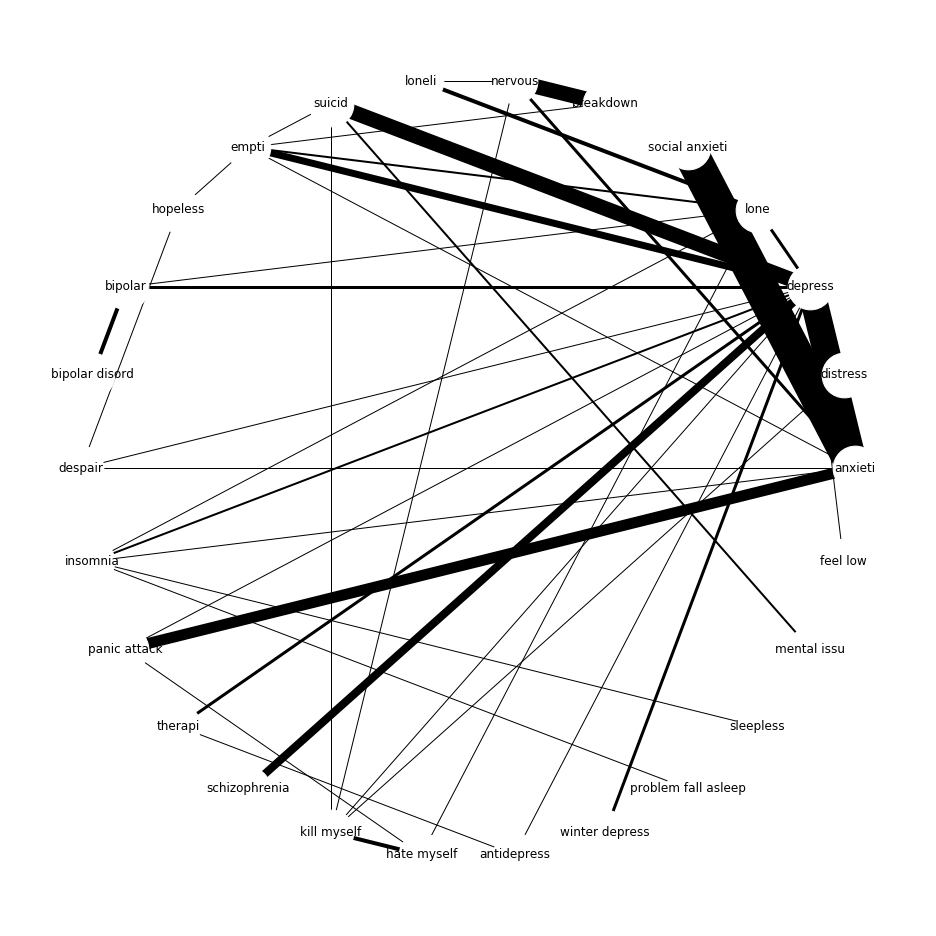 loneli
nervous
suicid
breakdown
empti
social anxieti
hopeless
lone
bipolar
depress
bipolar disord
distress
despair
anxieti
insomnia
feel low
panic attack
mental issu
therapi
sleepless
schizophrenia
problem fall asleep
kill myself
winter depress
hate myself
antidepress